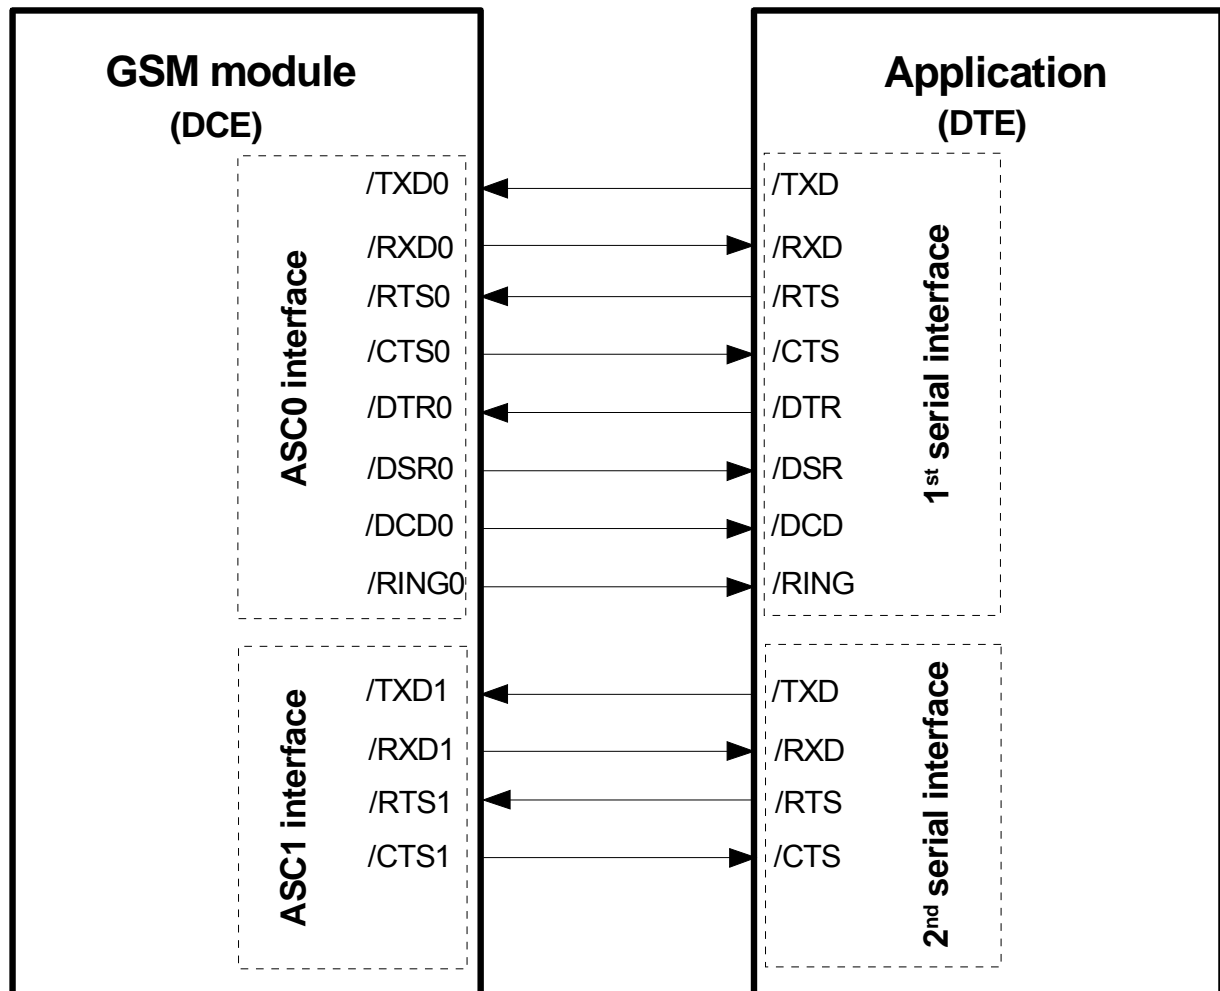 GSM module
(DCE)
ASC0 interface
/TXD0
/RXD0
/RTS0
/CTS0
/DTR0
/DSR0
/DCD0
/RING0
ASC1 interface
/TXD1
/RXD1
/RTS1
/CTS1
Application
(DTE)
/TXD
/RXD
/RTS
/CTS
/DTR
/DSR
/DCD
/RING
1st serial interface
/TXD
/RXD
/RTS
/CTS
2nd serial interface